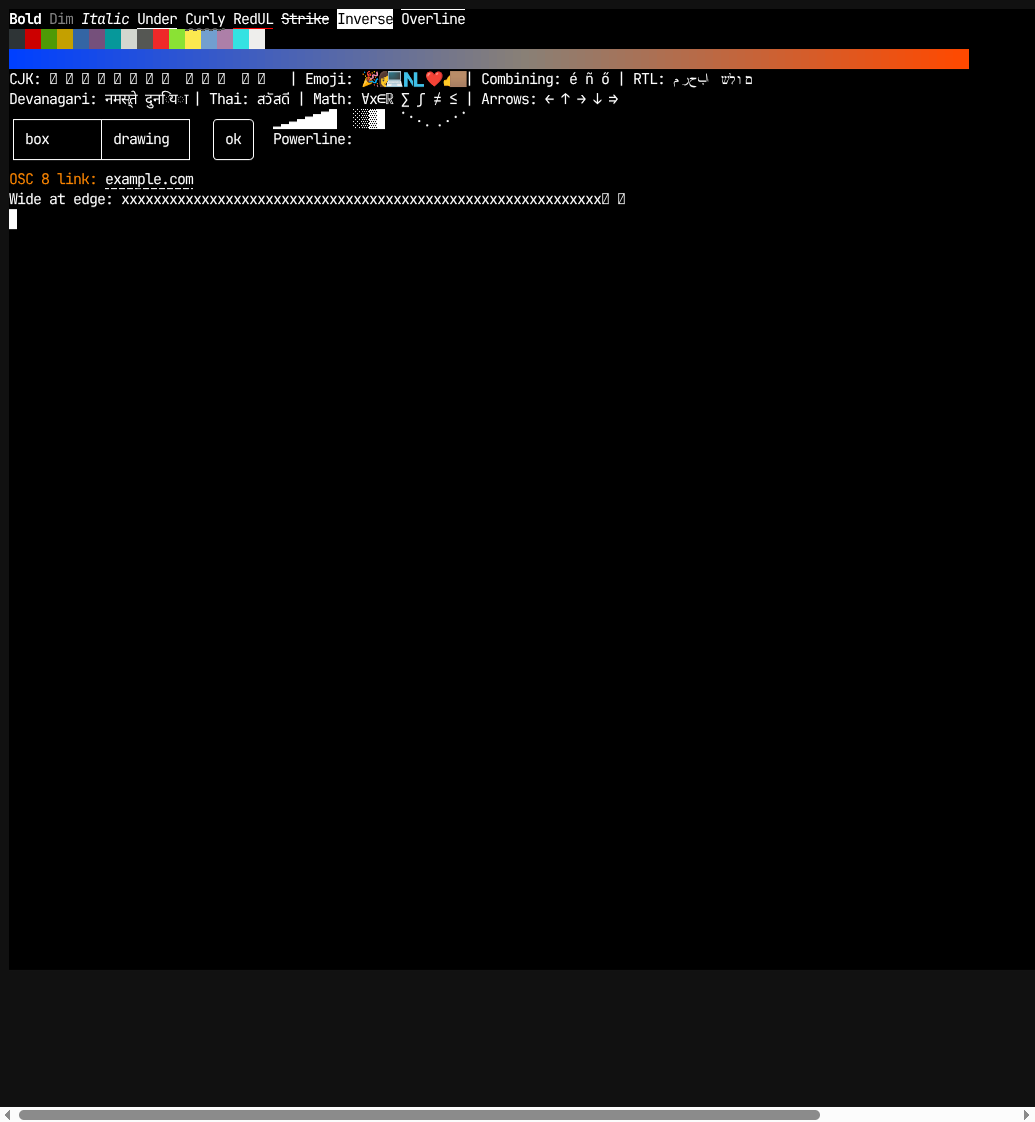 Bold Dim Italic Under Curly RedUL Strike Inverse Overline
CJK: | Emoji: 🎉 ❤️ | Combining: é ñ ő | RTL:
Devanagari: नमस्ते | Thai: | Math: ∀x∈ℝ ∑ ∫ ≠ ≤ | Arrows: ← ↑ → ↓ ⇒
box drawing ok Powerline:
OSC 8 link: example.com
Wide at edge: